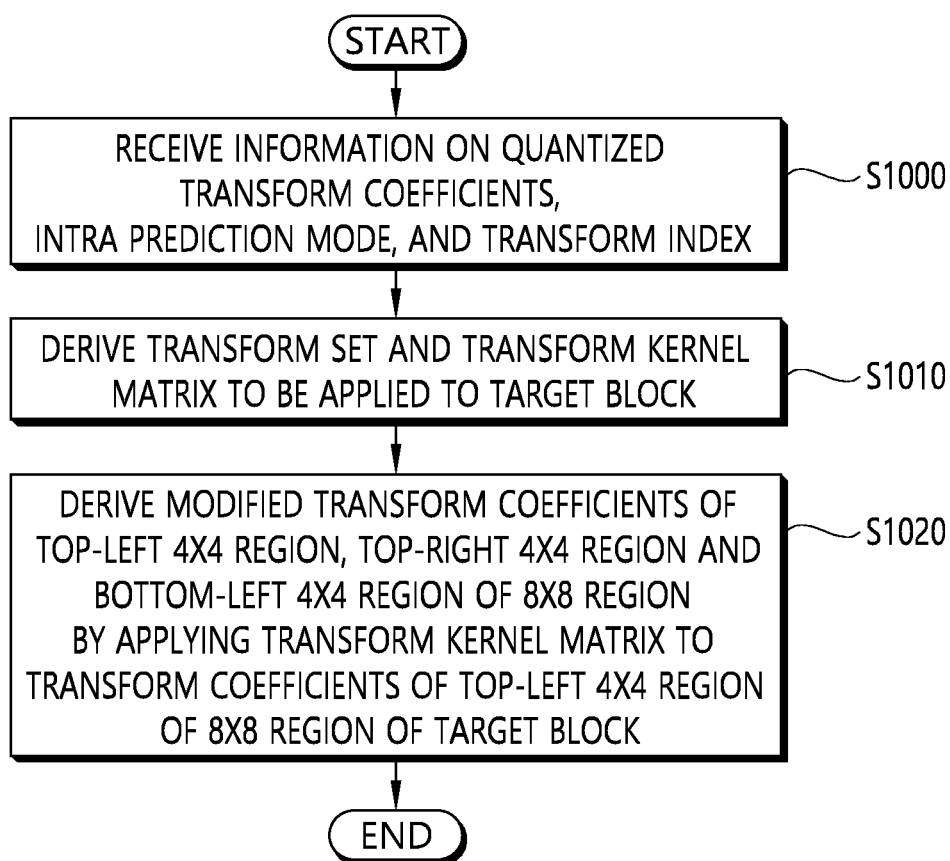 START
RECEIVE INFORMATION ON QUANTIZED
TRANSFORM COEFFICIENTS,
INTRA PREDICTION MODE, AND TRANSFORM INDEX
S1000
DERIVE TRANSFORM SET AND TRANSFORM KERNEL
MATRIX TO BE APPLIED TO TARGET BLOCK
S1010
DERIVE MODIFIED TRANSFORM COEFFICIENTS OF
TOP-LEFT 4X4 REGION, TOP-RIGHT 4X4 REGION AND
BOTTOM-LEFT 4X4 REGION OF 8X8 REGION
BY APPLYING TRANSFORM KERNEL MATRIX TO
TRANSFORM COEFFICIENTS OF TOP-LEFT 4X4 REGION
OF 8X8 REGION OF TARGET BLOCK
S1020
END